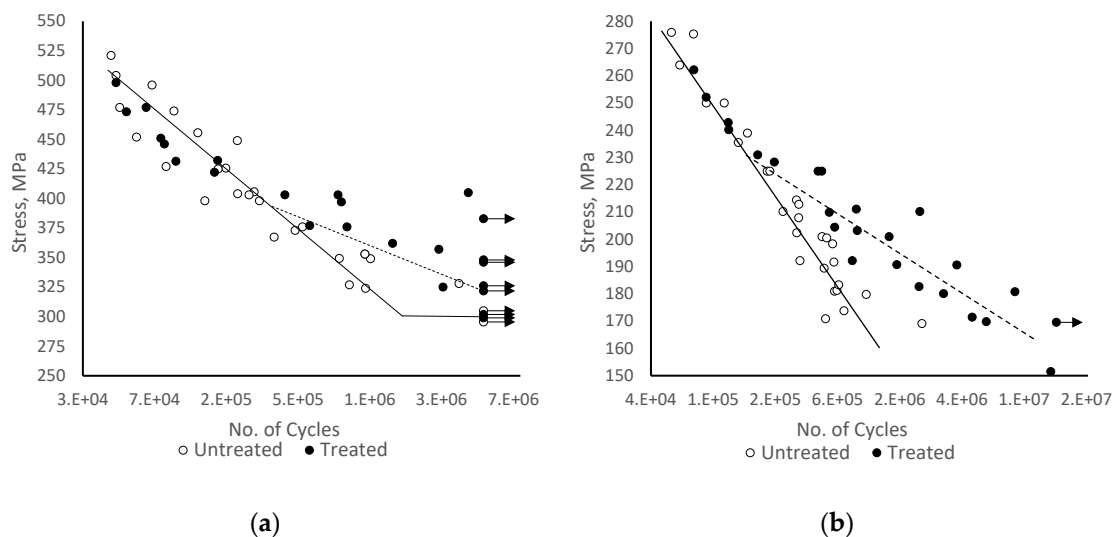 550
525
500
475
450
425
400
375
350
325
300
275
250
Stress, MPa
3.E+04 7.E+04 2.E+05 5.E+05 1.E+06 3.E+06 7.E+06
No. of Cycles
Untreated Treated
(a)
280
270
260
250
240
230
220
210
200
190
180
170
160
150
Stress, MPa
4.E+04 1.E+05 2.E+05 6.E+05 2.E+06 4.E+06 1.E+07 2.E+07
No. of Cycles
Untreated Treated
(b)